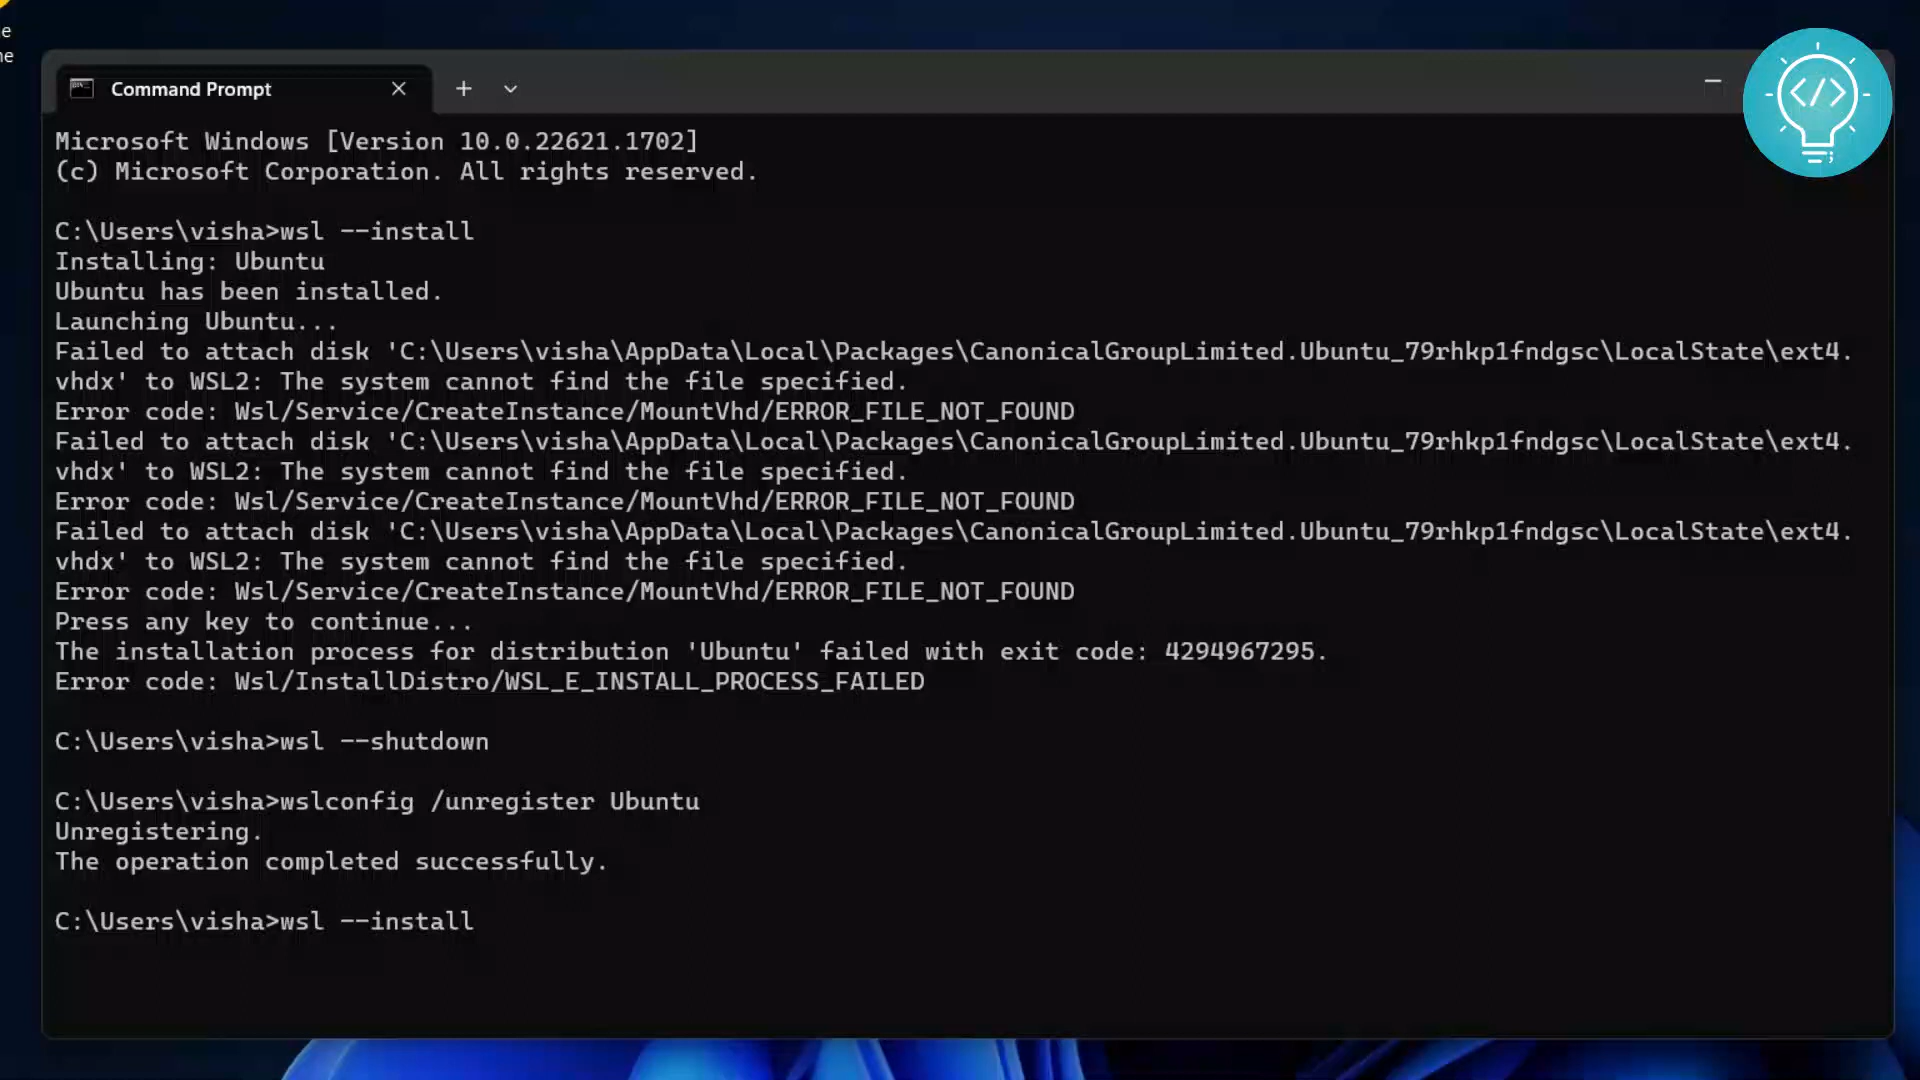 e
ne
Command Prompt
Microsoft Windows [Version 10.0.22621.1702]
(c) Microsoft Corporation. All rights reserved.
C:\Users\visha>wsl --install
Installing: Ubuntu
Ubuntu has been installed.
Launching Ubuntu...
Failed to attach disk 'C:\Users\visha\AppData\Local\Packages\CanonicalGroupLimited.Ubuntu_79rhkp1fndgsc\LocalState\ext4.
vhdx' to WSL2: The system cannot find the file specified.
Error code: Wsl/Service/CreateInstance/MountVhd/ERROR_FILE_NOT_FOUND
Failed to attach disk 'C:\Users\visha\AppData\Local\Packages\CanonicalGroupLimited.Ubuntu_79rhkp1fndgsc\LocalState\ext4.
vhdx' to WSL2: The system cannot find the file specified.
Error code: Wsl/Service/CreateInstance/MountVhd/ERROR_FILE_NOT_FOUND
Failed to attach disk 'C:\Users\visha\AppData\Local\Packages\CanonicalGroupLimited.Ubuntu_79rhkp1fndgsc\LocalState\ext4.
vhdx' to WSL2: The system cannot find the file specified.
Error code: Wsl/Service/CreateInstance/MountVhd/ERROR_FILE_NOT_FOUND
Press any key to continue...
The installation process for distribution 'Ubuntu' failed with exit code: 4294967295.
Error code: Wsl/InstallDistro/WSL_E_INSTALL_PROCESS_FAILED
C:\Users\visha>wsl --shutdown
C:\Users\visha>wslconfig /unregister Ubuntu
Unregistering.
The operation completed successfully.
C:\Users\visha>wsl --install